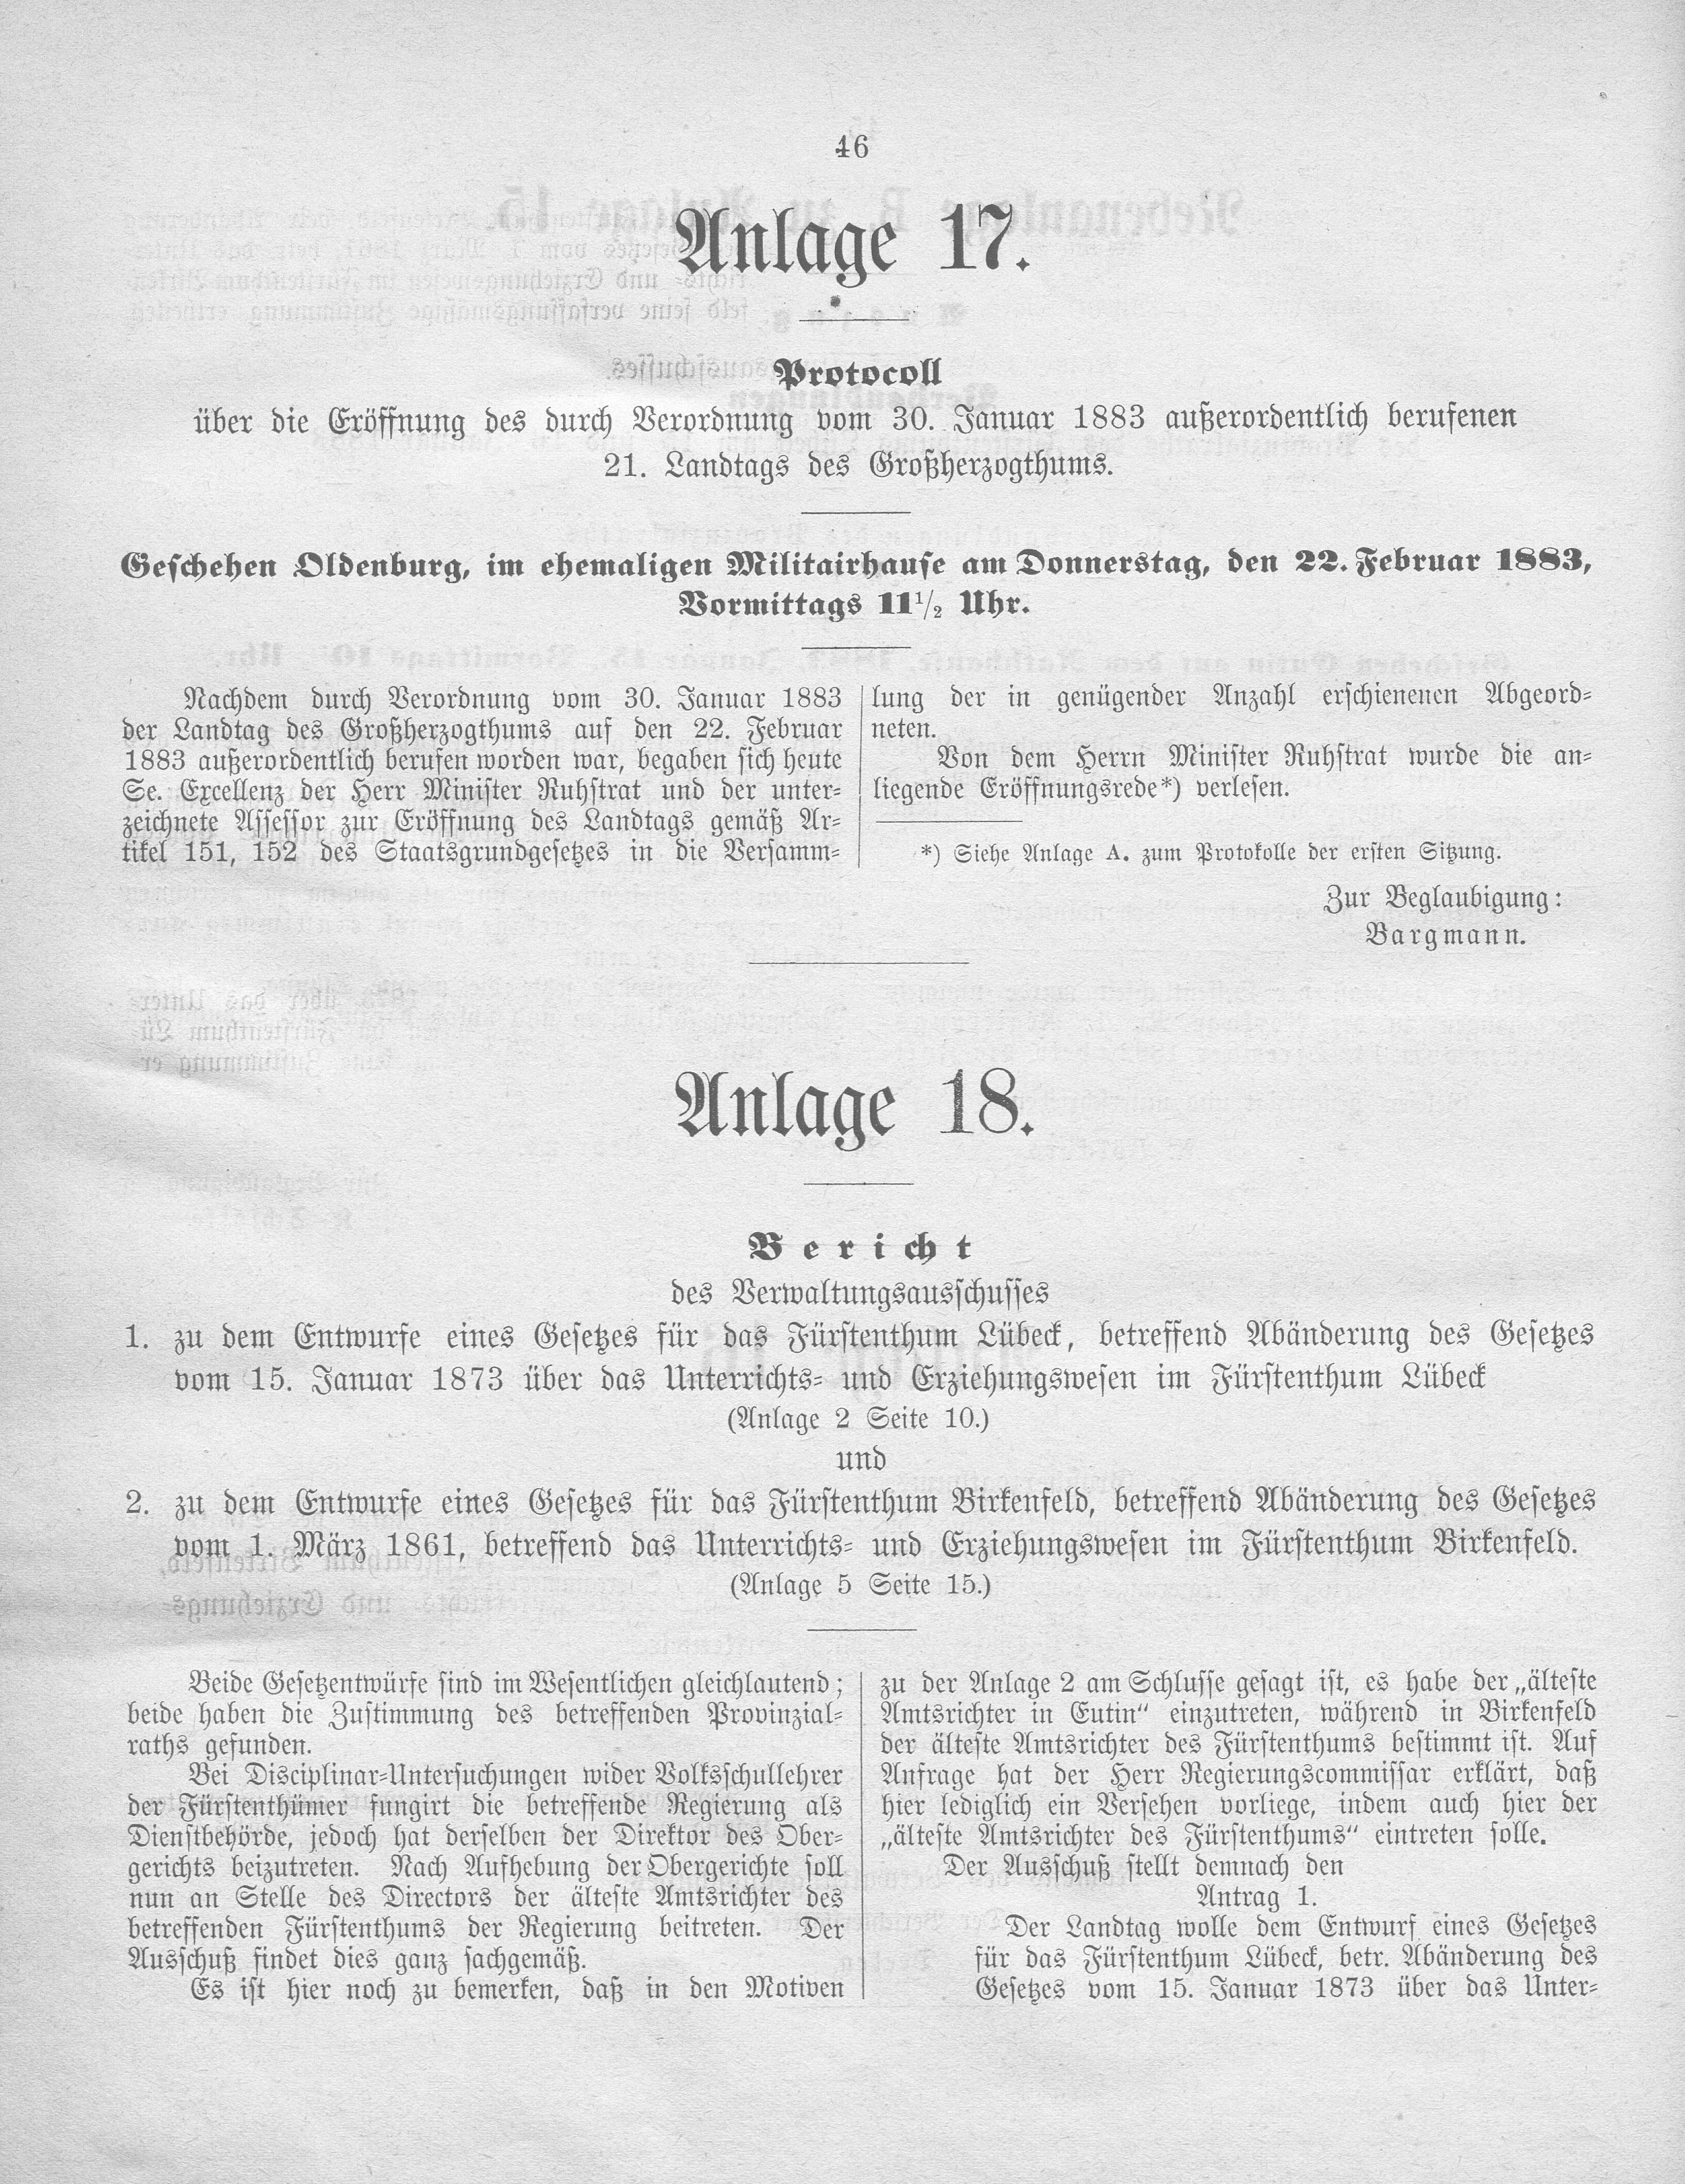 46
Anlage 17.
Protocoll
über die Eröffnung des durch Verordnung vom 30. Januar 1883 außerordentlich berufenen
21. Landtags des Großherzogthums.
Geschehen Oldenburg, im ehemaligen Militairhause am Donnerstag, den 22. Februar 1883,
Vormittags 11 1/2 Uhr.
Nachdem durch Verordnung vom 30. Januar 1883
der Landtag des Großherzogthums auf den 22. Februar
1883 außerordentlich berufen worden war, begaben sich heute
Se. Excellenz der Herr Minister Ruhstrat und der unter-
zeichnete Assessor zur Eröffnung des Landtags gemäß Ar-
tikel 151, 152 des Staatsgrundgesetzes in die Versamm-
lung der in genügender Anzahl erschienenen Abgeord-
neten.
Von dem Herrn Minister Ruhstrat wurde die an-
liegende Eröffnungsrede*) verlesen.
*) Siehe Anlage A. zum Protokolle der ersten Sitzung.
Zur Beglaubigung:
Bargmann.
Anlage 18.
Bericht
des Verwaltungsausschusses
1. zu dem Entwurfe eines Gesetzes für das Fürstenthum Lübeck, betreffend Abänderung des Gesetzes
vom 15. Januar 1873 über das Unterrichts- und Erziehungswesen im Fürstenthum Lübeck
(Anlage 2 Seite 10.)
und
2. zu dem Entwurfe eines Gesetzes für das Fürstenthum Birkenfeld, betreffend Abänderung des Gesetzes
vom 1. März 1861, betreffend das Unterrichts- und Erziehungswesen im Fürstenthum Birkenfeld.
(Anlage 5 Seite 15.)
Beide Gesetzentwürfe sind im Wesentlichen gleichlautend;
beide haben die Zustimmung des betreffenden Provinzial-
raths gefunden.
Bei Disciplinar-Untersuchungen wider Volksschullehrer
der Fürstenthümer fungirt die betreffende Regierung als
Dienstbehörde, jedoch hat derselben der Direktor des Ober-
gerichts beizutreten. Nach Aufhebung der Obergerichte soll
nun an Stelle des Directors der älteste Amtsrichter des
betreffenden Fürstenthums der Regierung beitreten. Der
Ausschuß findet dies ganz sachgemäß.
Es ist hier noch zu bemerken, daß in den Motiven
zu der Anlage 2 am Schlusse gesagt ist, es habe der „älteste
Amtsrichter in Eutin“ einzutreten, während in Birkenfeld
der älteste Amtsrichter des Fürstenthums bestimmt ist. Auf
Anfrage hat der Herr Regierungscommissar erklärt, daß
hier lediglich ein Versehen vorliege, indem auch hier der
„älteste Amtsrichter des Fürstenthums“ eintreten solle.
Der Ausschuß stellt demnach den
Antrag 1.
Der Landtag wolle dem Entwurf eines Gesetzes
für das Fürstenthum Lübeck, betr. Abänderung des
Gesetzes vom 15. Januar 1873 über das Unter-